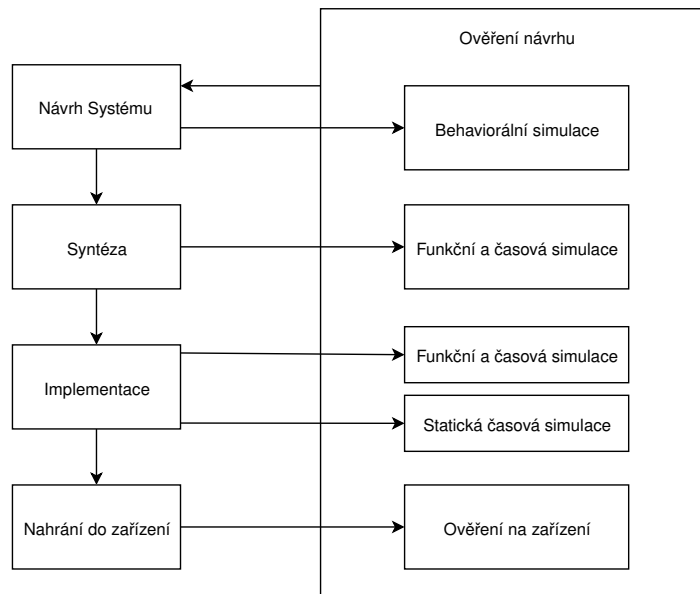 Ověření návrhu
Návrh Systému
Behaviorální simulace
Syntéza
Funkční a časová simulace
Funkční a časová simulace
Implementace
Statická časová simulace
Nahrání do zařízení
Ověření na zařízení